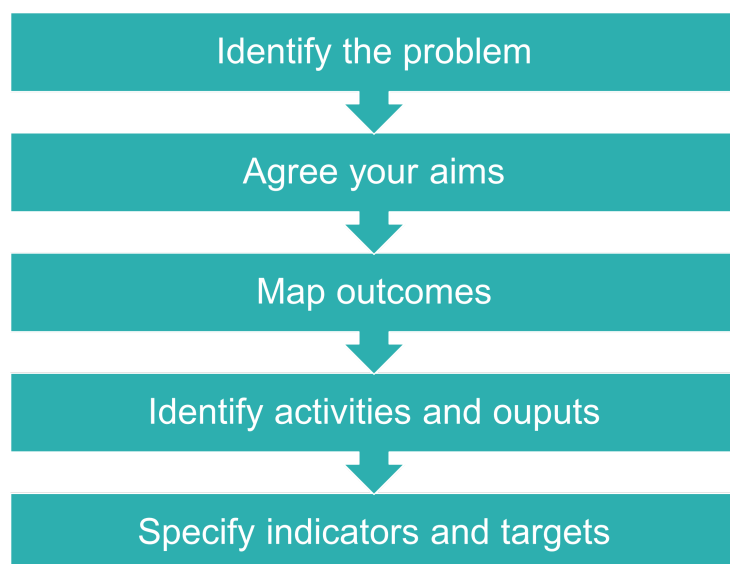 Identify the problem
Agree your aims
Map outcomes
Identify activities and ouputs
Specify indicators and targets